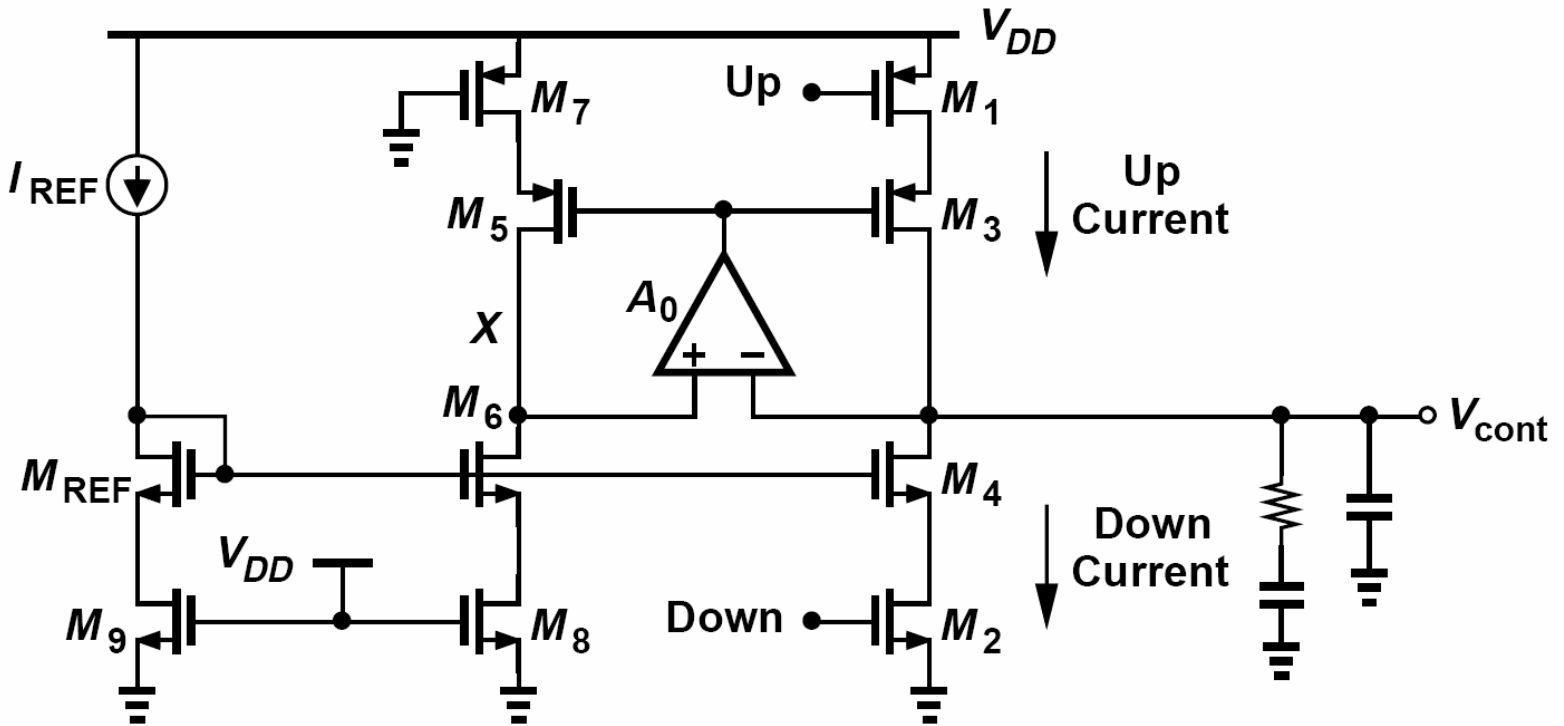 V_DD
M_7
Up
M_1
I_REF
M_5
M_3
Up
Current
A_0
X
+ −
M_6
V_cont
M_REF
M_4
V_DD
Down
Current
M_9
M_8
Down
M_2